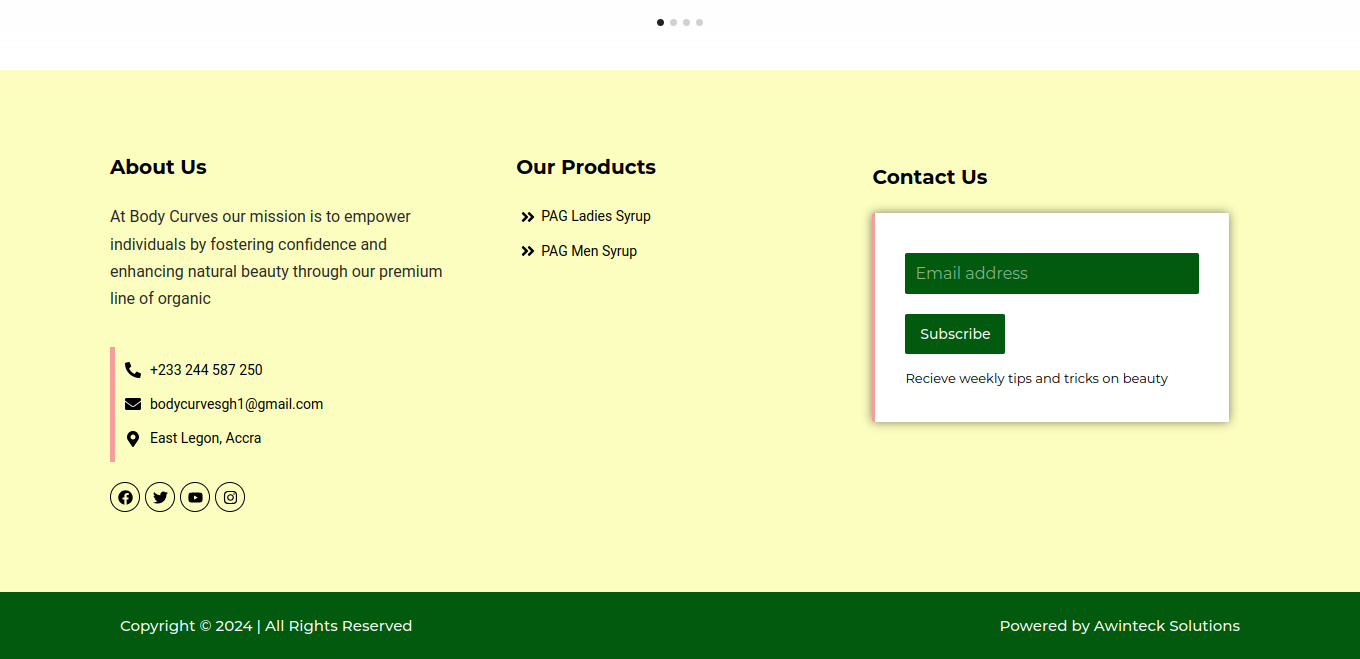 About Us
At Body Curves our mission is to empower
individuals by fostering confidence and
enhancing natural beauty through our premium
line of organic
+233 244 587 250
bodycurvesgh1@gmail.com
East Legon, Accra
Our Products
PAG Ladies Syrup
PAG Men Syrup
Contact Us
Email address
Subscribe
Recieve weekly tips and tricks on beauty
Copyright © 2024 | All Rights Reserved
Powered by Awinteck Solutions